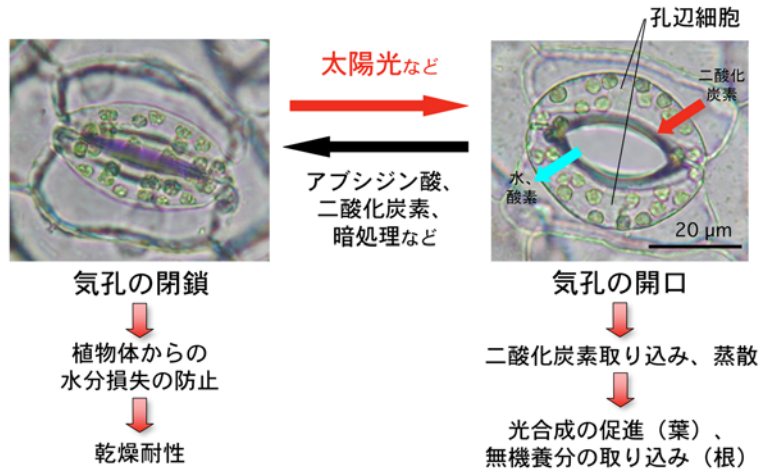 孔辺細胞
太陽光など
二酸化
炭素
アブシジン酸、
二酸化炭素、
暗処理など
水、
酸素
20 μm
気孔の閉鎖
気孔の開口
植物体からの
水分損失の防止
二酸化炭素取り込み、蒸散
乾燥耐性
光合成の促進（葉）、
無機養分の取り込み（根）